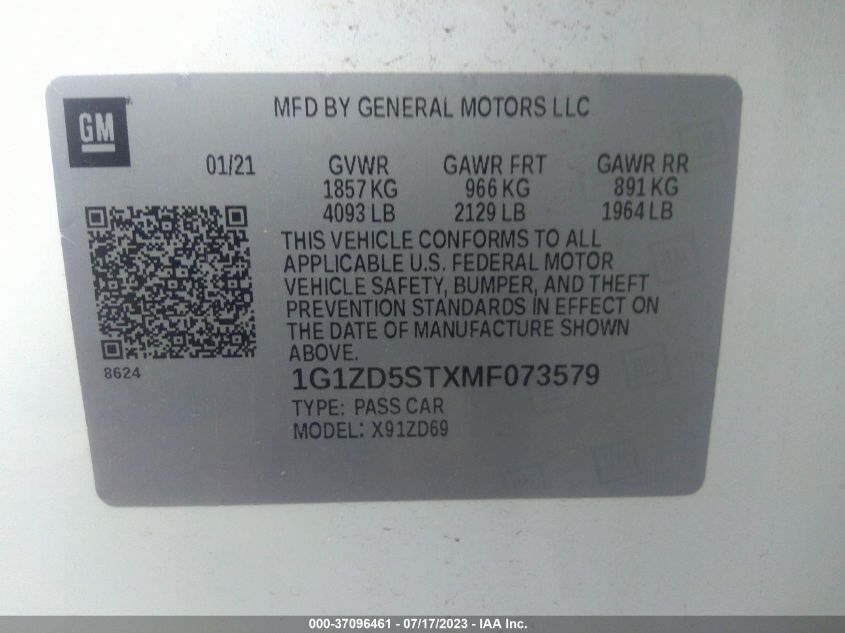 MFD BY GENERAL MOTORS LLC
GM
01/21 GVWR GAWR FRT GAWR RR
1857 KG 966 KG 891 KG
4093 LB 2129 LB 1964 LB
THIS VEHICLE CONFORMS TO ALL
APPLICABLE U.S. FEDERAL MOTOR
VEHICLE SAFETY, BUMPER, AND THEFT
PREVENTION STANDARDS IN EFFECT ON
THE DATE OF MANUFACTURE SHOWN
ABOVE.
8624
1G1ZD5STXMF073579
TYPE: PASS CAR
MODEL: X91ZD69
000-37096461 - 07/17/2023 - IAA Inc.